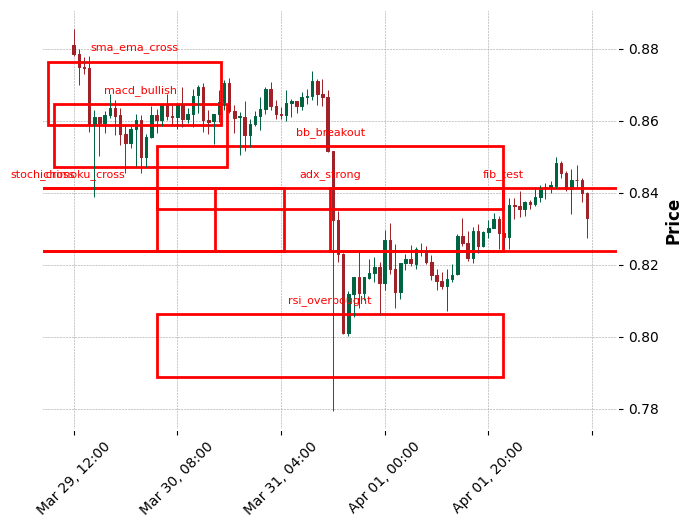 sma_ema_cross
0.88
macd_bullish
0.86
bb_breakout
adx_strong
fib_test
0.84
Price
0.82
rsi_overbought
0.80
0.78
Mar 29, 12:00
Mar 30, 08:00
Mar 31, 04:00
Apr 01, 00:00
Apr 01, 20:00